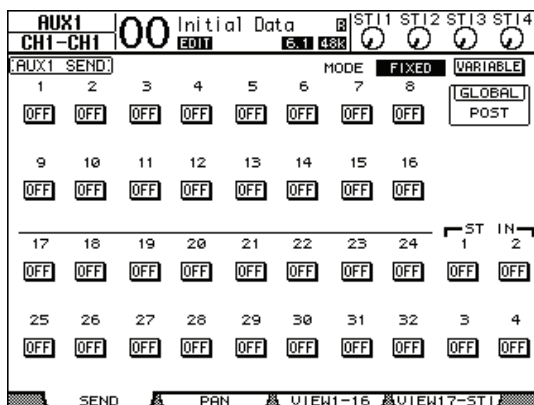 AUX1 00 Initial Data R ST11 ST12 ST13 ST14
CH1-CH1 EDIT 6.1 48K
AUX1 SEND MODE FIXED VARIABLE
1 2 3 4 5 6 7 8 GLOBAL
OFF OFF OFF OFF OFF OFF OFF OFF POST
9 10 11 12 13 14 15 16
OFF OFF OFF OFF OFF OFF OFF OFF
ST IN
17 18 19 20 21 22 23 24 1 2
OFF OFF OFF OFF OFF OFF OFF OFF OFF OFF
25 26 27 28 29 30 31 32 3 4
OFF OFF OFF OFF OFF OFF OFF OFF OFF OFF
SEND PAN VIEW1-16 VIEW17-STI